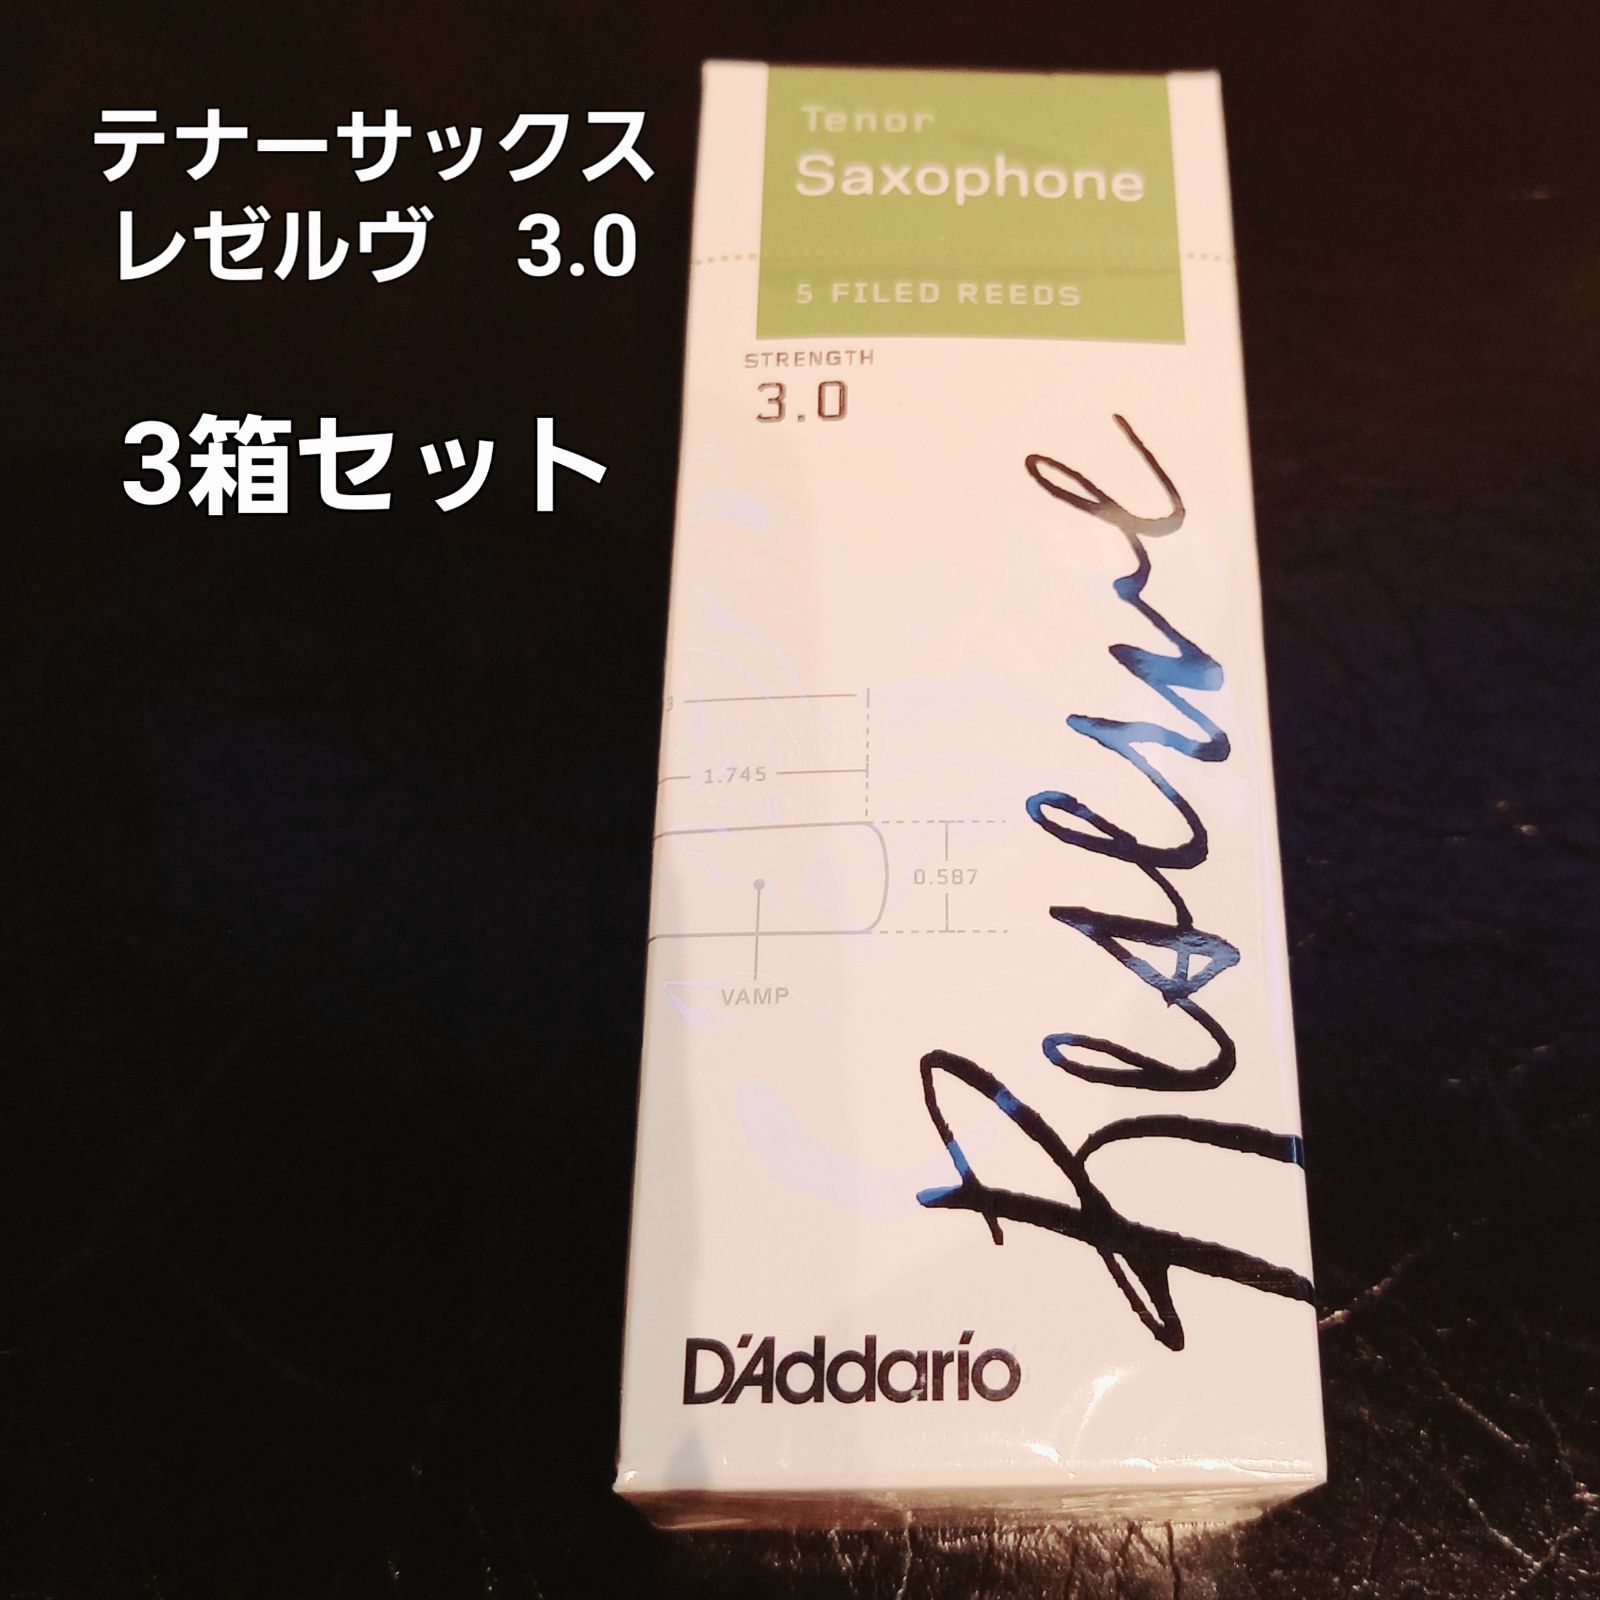 テナーサックス
レゼルヴ　3.0
3箱セット
Tenor
Saxophone
5 FILED REEDS
STRENGTH
3.0
1.745
0.587
VAMP
Reserve
D'Addario